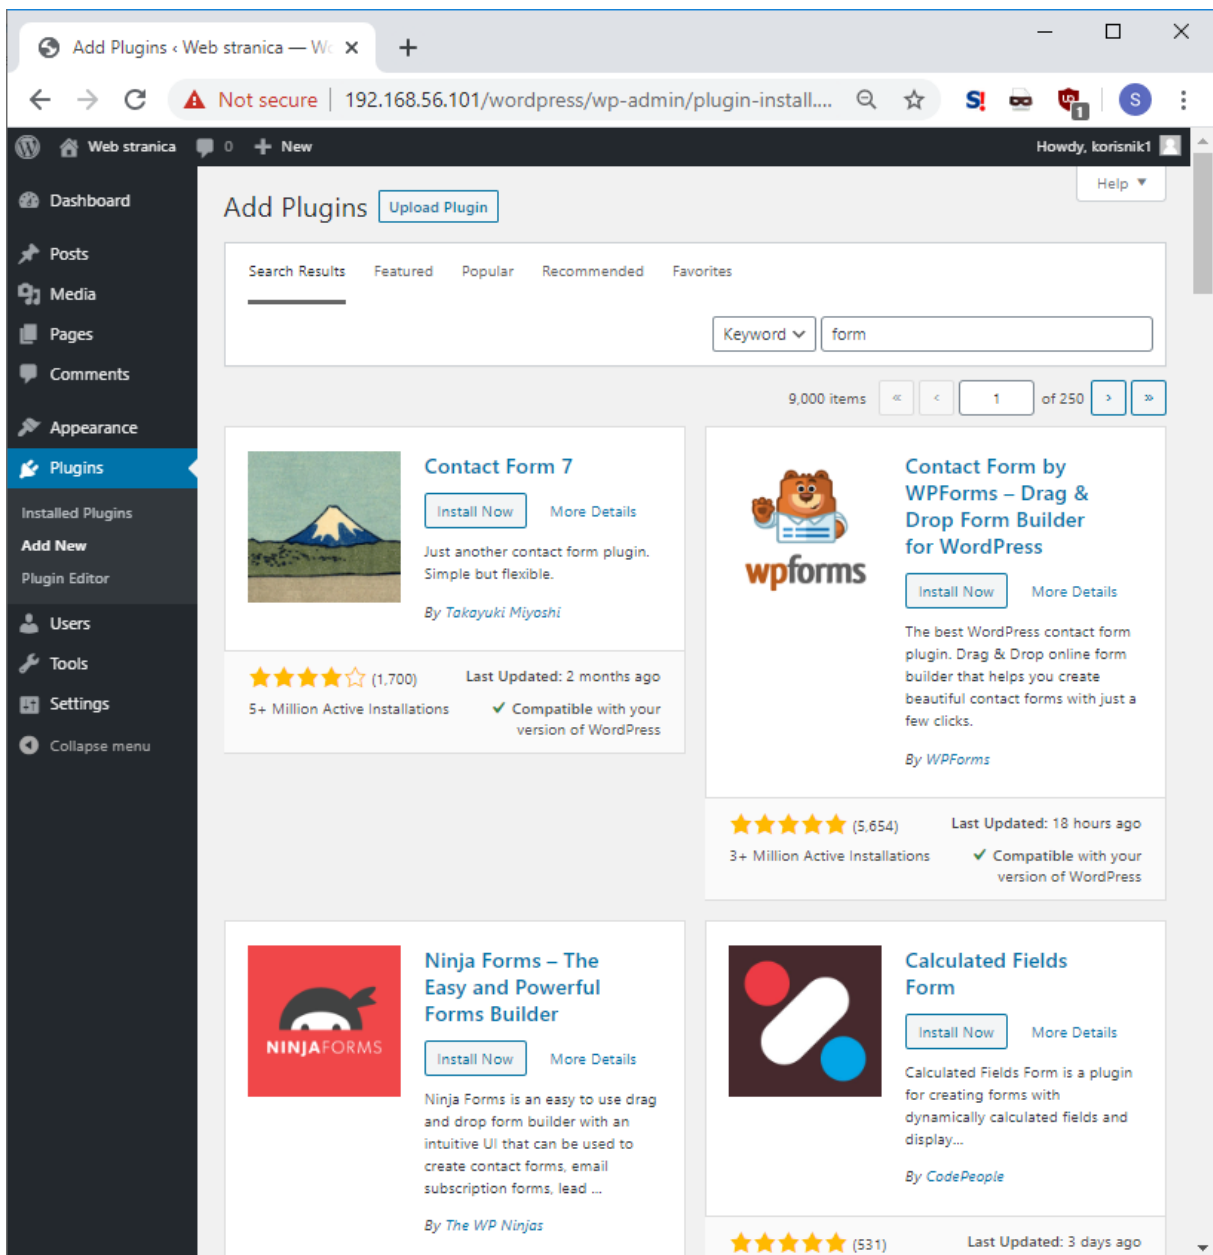 Add Plugins ‹ Web stranica — Wo
Not secure | 192.168.56.101/wordpress/wp-admin/plugin-install....
S!
1
S
Web stranica 0 New
Howdy, korisnik1
Help
Dashboard
Posts
Media
Pages
Comments
Appearance
Plugins
Installed Plugins
Add New
Plugin Editor
Users
Tools
Settings
Collapse menu
Add Plugins Upload Plugin
Search Results Featured Popular Recommended Favorites
Keyword form
9,000 items « ‹ 1 of 250 › »
Contact Form 7
Install Now More Details
Just another contact form plugin.
Simple but flexible.
By Takayuki Miyoshi
(1,700) Last Updated: 2 months ago
5+ Million Active Installations
Compatible with your
version of WordPress
wpforms
Contact Form by
WPForms – Drag &
Drop Form Builder
for WordPress
Install Now More Details
The best WordPress contact form
plugin. Drag & Drop online form
builder that helps you create
beautiful contact forms with just a
few clicks.
By WPForms
(5,654) Last Updated: 18 hours ago
3+ Million Active Installations
Compatible with your
version of WordPress
NINJAFORMS
Ninja Forms – The
Easy and Powerful
Forms Builder
Install Now More Details
Ninja Forms is an easy to use drag
and drop form builder with an
intuitive UI that can be used to
create contact forms, email
subscription forms, lead ...
By The WP Ninjas
Calculated Fields
Form
Install Now More Details
Calculated Fields Form is a plugin
for creating forms with
dynamically calculated fields and
display...
By CodePeople
(531) Last Updated: 3 days ago